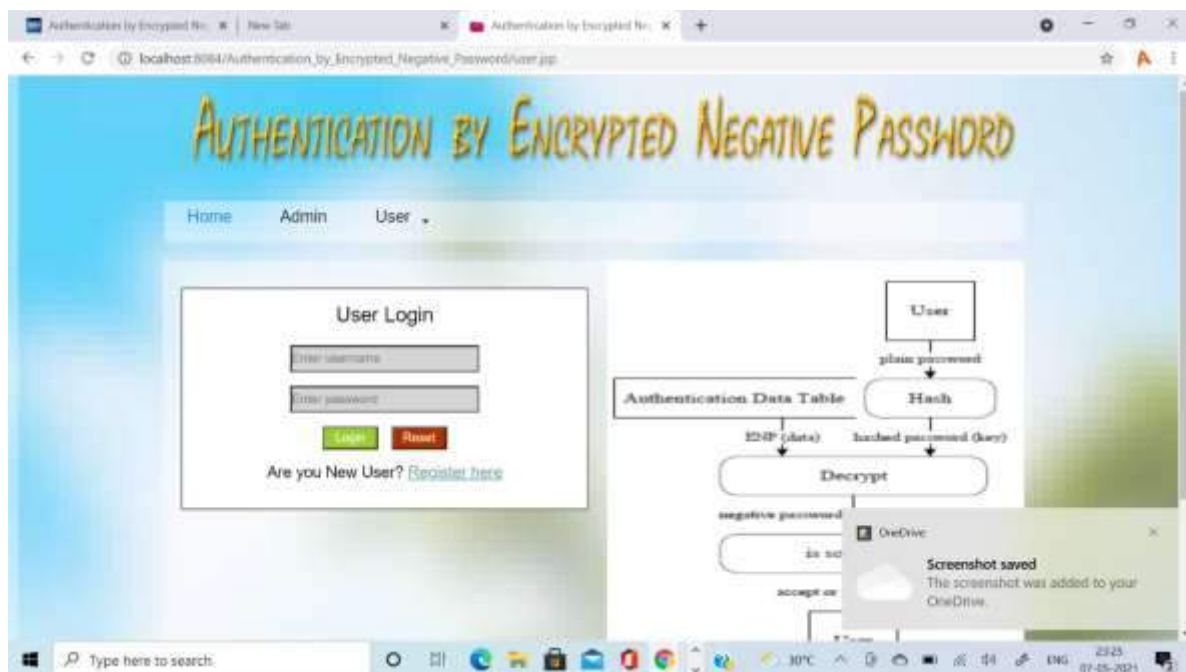 Authentication by Encrypted Ne
New Tab
Authentication by Encrypted Ne
localhost:8084/Authentication_by_Encrypted_Negative_Password/user.jsp
AUTHENTICATION BY ENCRYPTED NEGATIVE PASSWORD
Home Admin User
User Login
Enter username
Enter password
Login Reset
Are you New User? Register here
User
plain password
Authentication Data Table
Hash
ENP (data) hashed password (key)
Decrypt
negative password
accept or
User
OneDrive
Screenshot saved
The screenshot was added to your
OneDrive.
Type here to search
30°C
ENG
23:25
07-05-2021